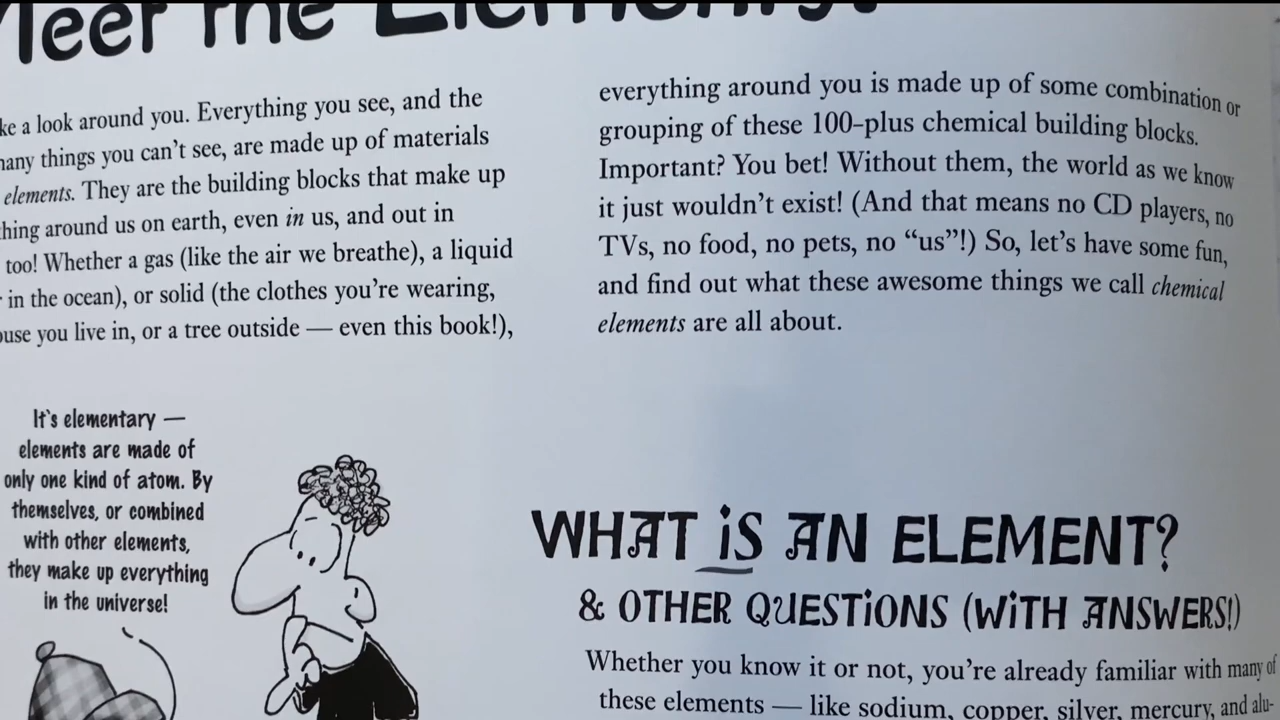 Meet the Elements!
ke a look around you. Everything you see, and the
many things you can't see, are made up of materials
elements. They are the building blocks that make up
thing around us on earth, even in us, and out in
too! Whether a gas (like the air we breathe), a liquid
in the ocean), or solid (the clothes you're wearing,
ouse you live in, or a tree outside — even this book!),
everything around you is made up of some combination or
grouping of these 100-plus chemical building blocks.
Important? You bet! Without them, the world as we know
it just wouldn't exist! (And that means no CD players, no
TVs, no food, no pets, no “us”!) So, let's have some fun,
and find out what these awesome things we call chemical
elements are all about.
It's elementary —
elements are made of
only one kind of atom. By
themselves, or combined
with other elements,
they make up everything
in the universe!
WHAT iS AN ELEMENT?
& OTHER QUESTiONS (WiTH ANSWERS!)
Whether you know it or not, you're already familiar with many of
these elements — like sodium, copper, silver, mercury, and alu-